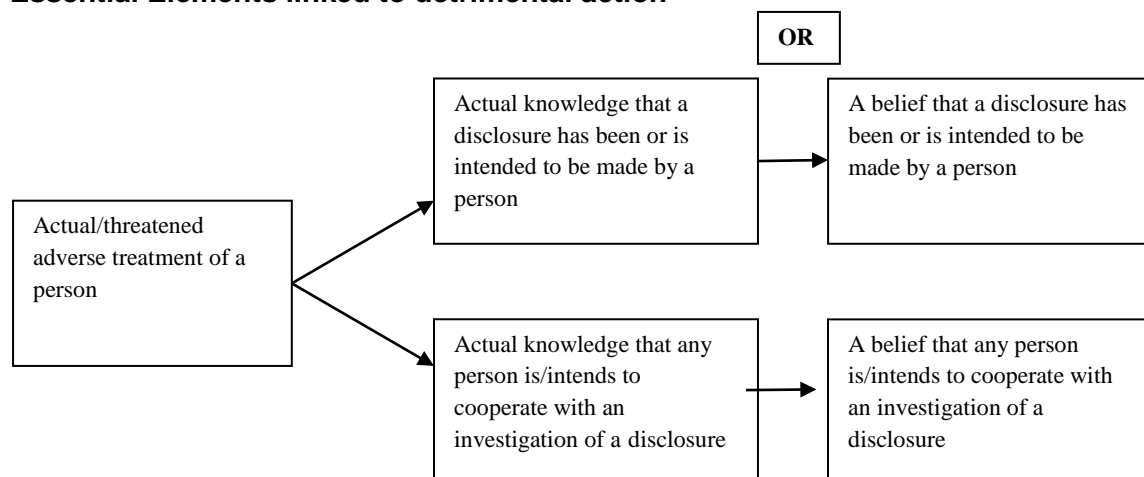 Essential Elements linked to detrimental action
OR
Actual knowledge that a
disclosure has been or is
intended to be made by a
person
A belief that a disclosure has
been or is intended to be
made by a person
Actual/threatened
adverse treatment of a
person
Actual knowledge that any
person is/intends to
cooperate with an
investigation of a disclosure
A belief that any person
is/intends to cooperate with
an investigation of a
disclosure